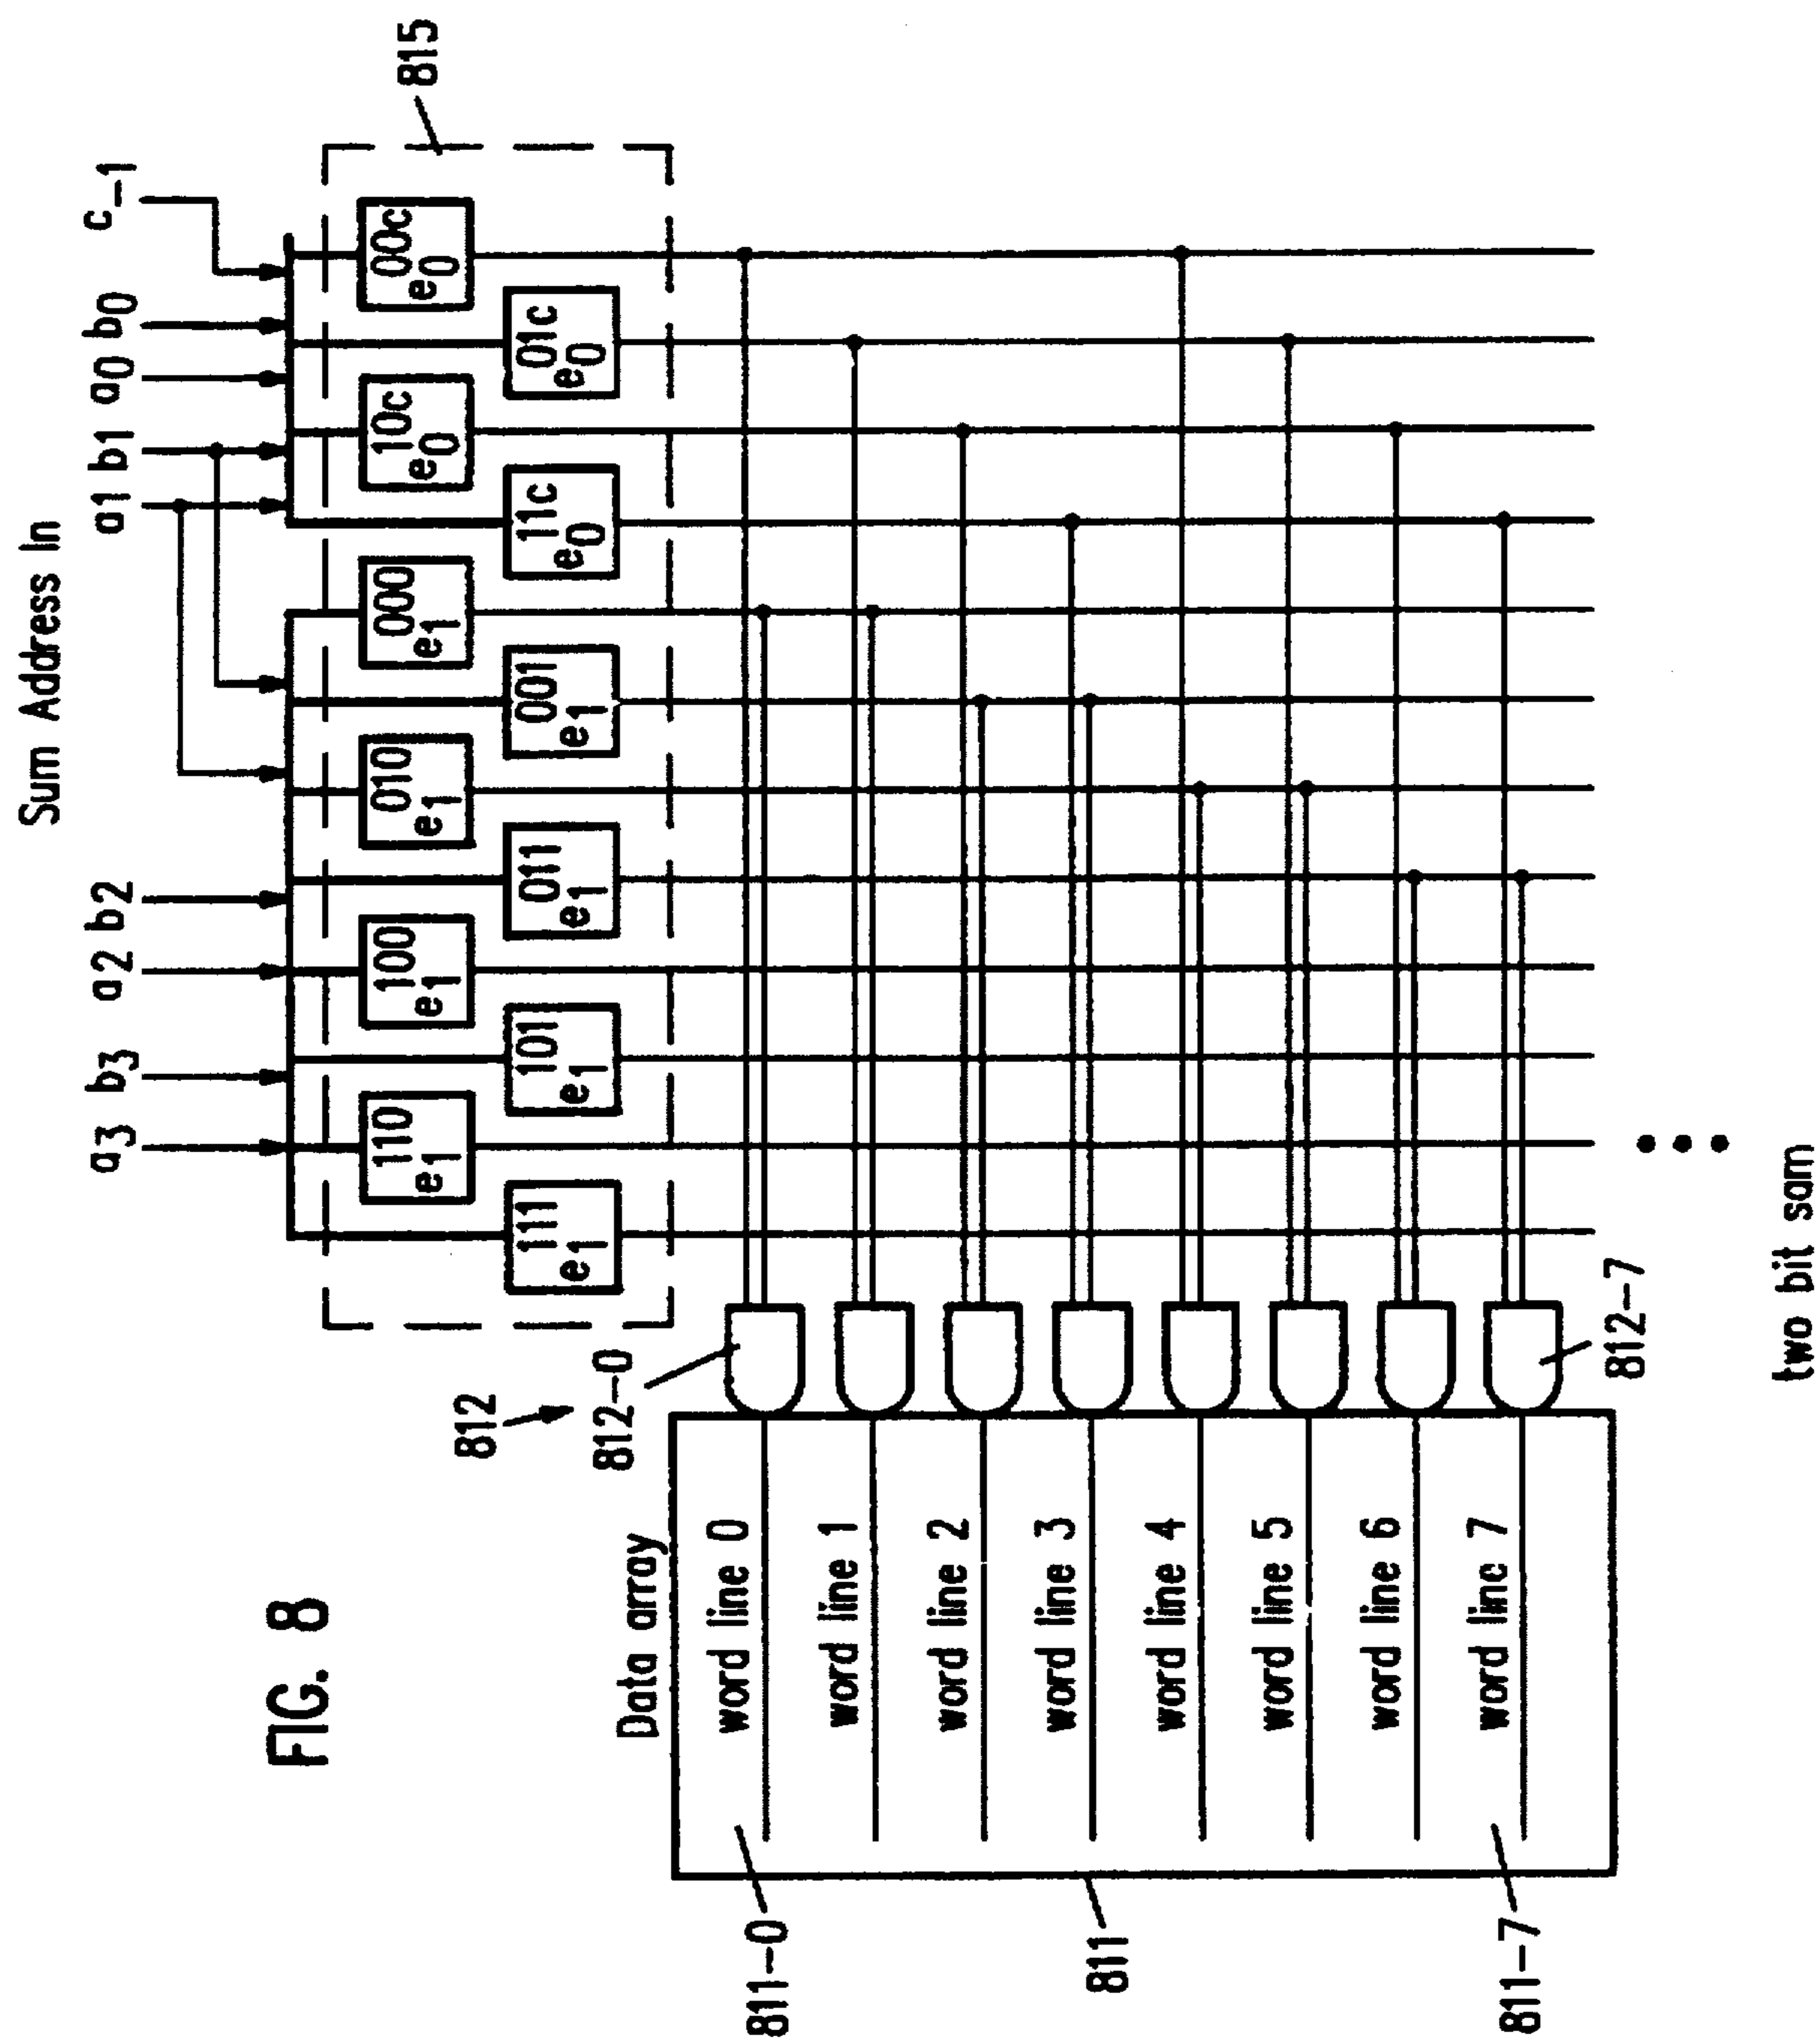 FIG. 8
Sum Address In
a3 b3 a2 b2 a1 b1 a0 b0 c_1
815
111 e1
110 e1
101 e1
100 e1
011 e1
010 e1
001 e1
000 e1
11c e0
10c e0
01c e0
00c e0
812
812-0
Data array
word line 0
word line 1
word line 2
word line 3
word line 4
word line 5
word line 6
word line 7
811-0
811
811-7
812-7
two bit sam